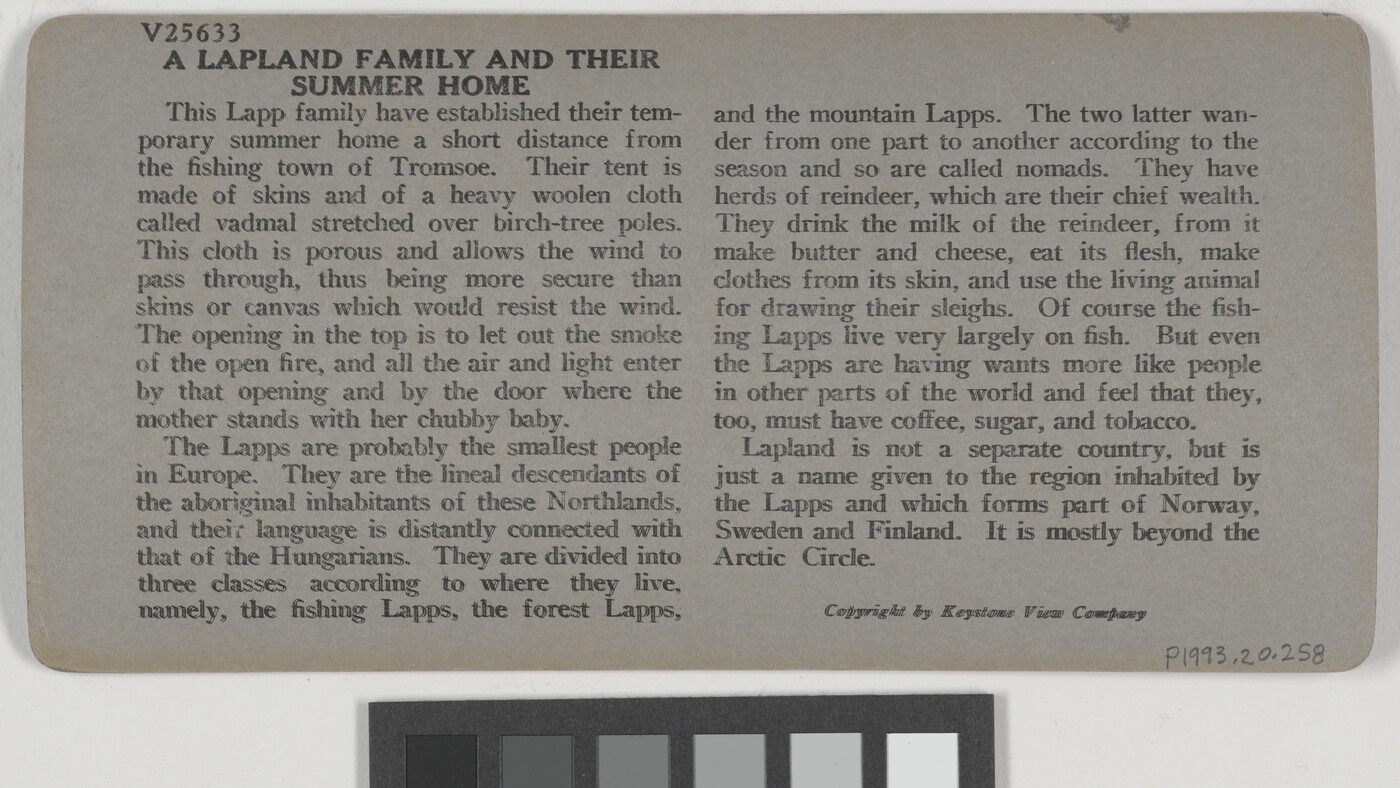 V25633
A LAPLAND FAMILY AND THEIR
SUMMER HOME
This Lapp family have established their tem-
porary summer home a short distance from
the fishing town of Tromsoe. Their tent is
made of skins and of a heavy woolen cloth
called vadmal stretched over birch-tree poles.
This cloth is porous and allows the wind to
pass through, thus being more secure than
skins or canvas which would resist the wind.
The opening in the top is to let out the smoke
of the open fire, and all the air and light enter
by that opening and by the door where the
mother stands with her chubby baby.
The Lapps are probably the smallest people
in Europe. They are the lineal descendants of
the aboriginal inhabitants of these Northlands,
and their language is distantly connected with
that of the Hungarians. They are divided into
three classes according to where they live,
namely, the fishing Lapps, the forest Lapps,
and the mountain Lapps. The two latter wan-
der from one part to another according to the
season and so are called nomads. They have
herds of reindeer, which are their chief wealth.
They drink the milk of the reindeer, from it
make butter and cheese, eat its flesh, make
clothes from its skin, and use the living animal
for drawing their sleighs. Of course the fish-
ing Lapps live very largely on fish. But even
the Lapps are having wants more like people
in other parts of the world and feel that they,
too, must have coffee, sugar, and tobacco.
Lapland is not a separate country, but is
just a name given to the region inhabited by
the Lapps and which forms part of Norway,
Sweden and Finland. It is mostly beyond the
Arctic Circle.
Copyright by Keystone View Company
P1993.20.258